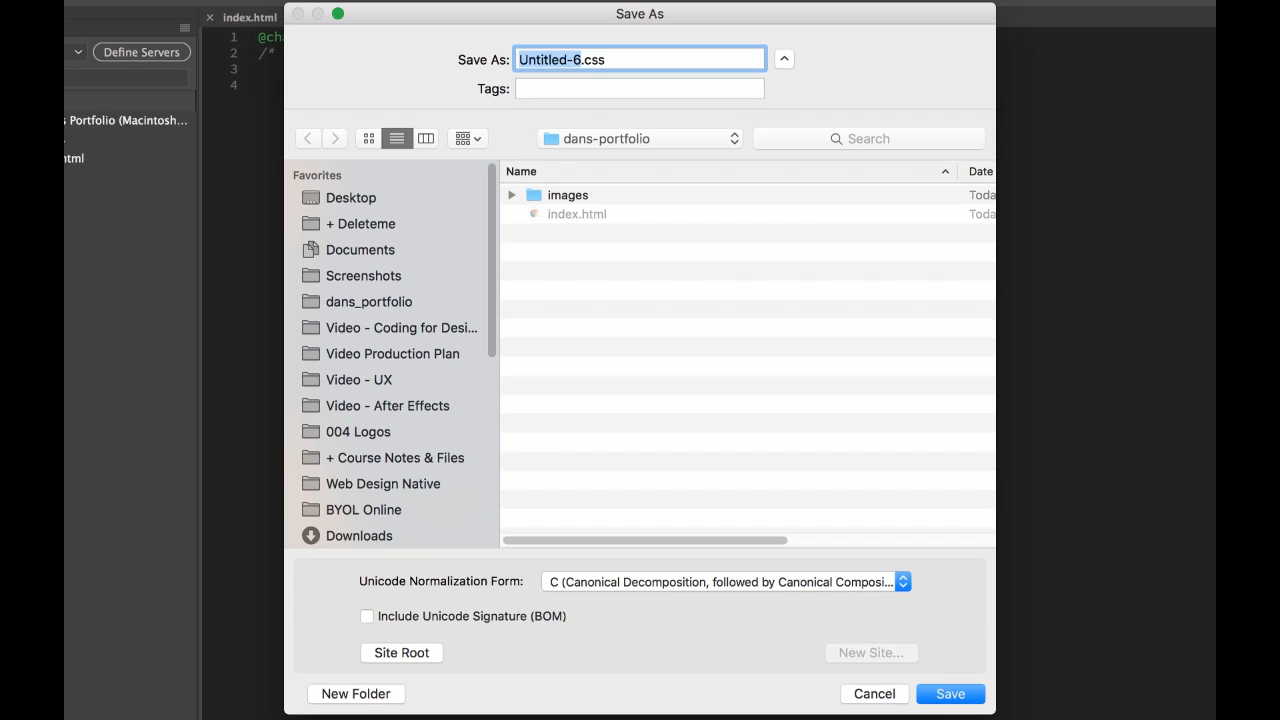 index.html
Save As
1
@cha
Define Servers
2
/*
3
4
Save As:
Untitled-6.css
Tags:
s Portfolio (Macintosh...
html
dans-portfolio
Search
Favorites
Name
Date
Desktop
images
Toda
index.html
Toda
+ Deleteme
Documents
Screenshots
dans_portfolio
Video - Coding for Desi...
Video Production Plan
Video - UX
Video - After Effects
004 Logos
+ Course Notes & Files
Web Design Native
BYOL Online
Downloads
Unicode Normalization Form:
C (Canonical Decomposition, followed by Canonical Composi...
Include Unicode Signature (BOM)
Site Root
New Site...
New Folder
Cancel
Save